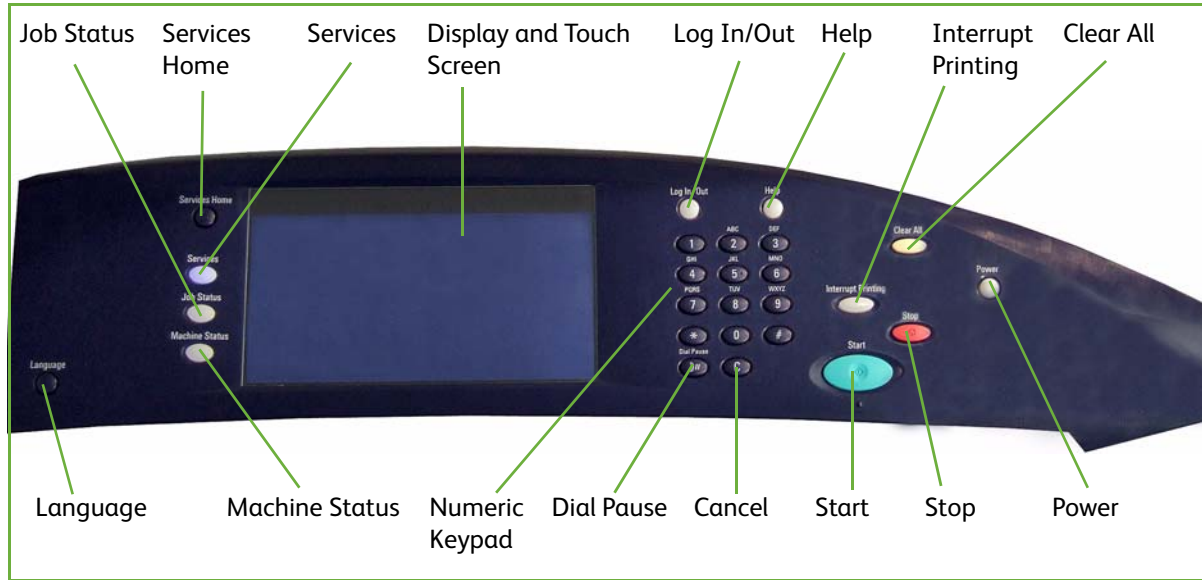 Job Status
Services
Home
Services
Display and Touch
Screen
Log In/Out
Help
Interrupt
Printing
Clear All
Services Home
Log In/Out
Help
ABC
DEF
1
2
3
Clear All
Services
GHI
JKL
MNO
4
5
6
Power
Job Status
PQRS
TUV
WXYZ
7
8
9
Interrupt Printing
Machine Status
*
0
#
Stop
Language
Dial Pause
C
Start
Language
Machine Status
Numeric
Keypad
Dial Pause
Cancel
Start
Stop
Power